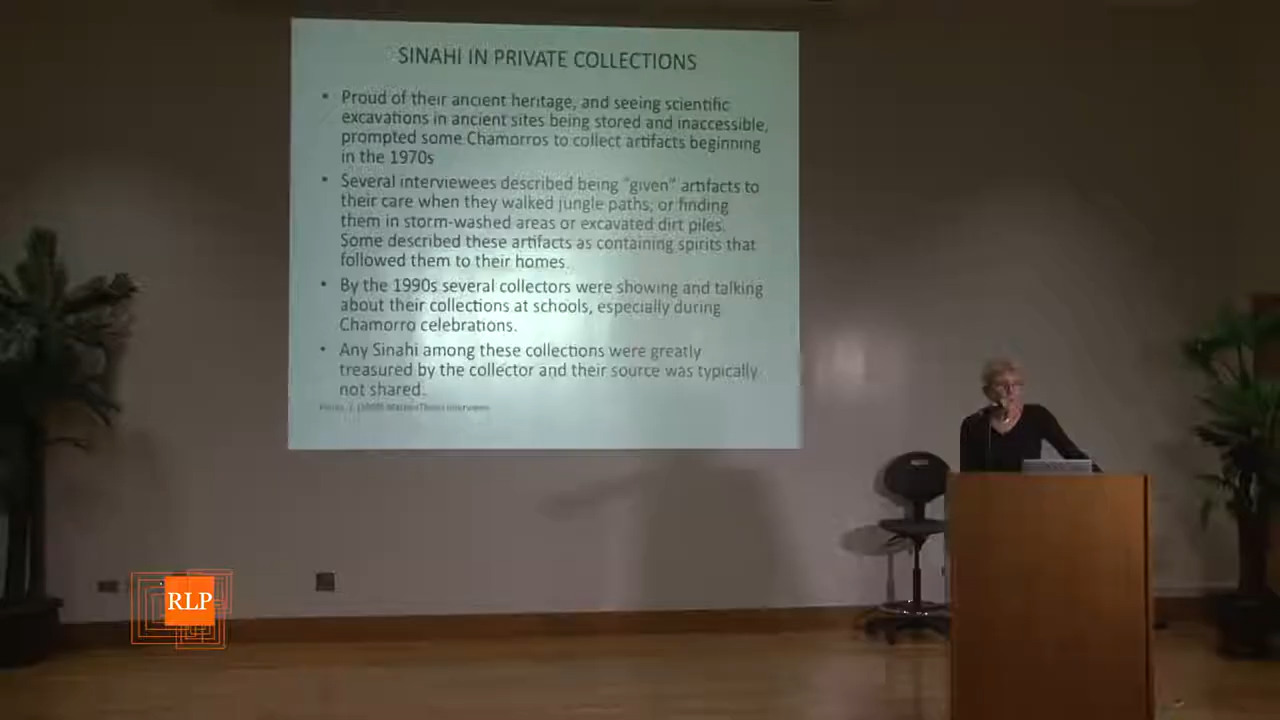 SINAHI IN PRIVATE COLLECTIONS
• Proud of their ancient heritage, and seeing scientific
excavations in ancient sites being stored and inaccessible,
prompted some Chamorros to collect artifacts beginning
in the 1970s
• Several interviewees described being "given" artifacts to
their care when they walked jungle paths; or finding
them in storm-washed areas or excavated dirt piles.
Some described these artifacts as containing spirits that
followed them to their homes.
• By the 1990s several collectors were showing and talking
about their collections at schools, especially during
Chamorro celebrations.
• Any Sinahi among these collections were greatly
treasured by the collector and their source was typically
not shared.
RLP